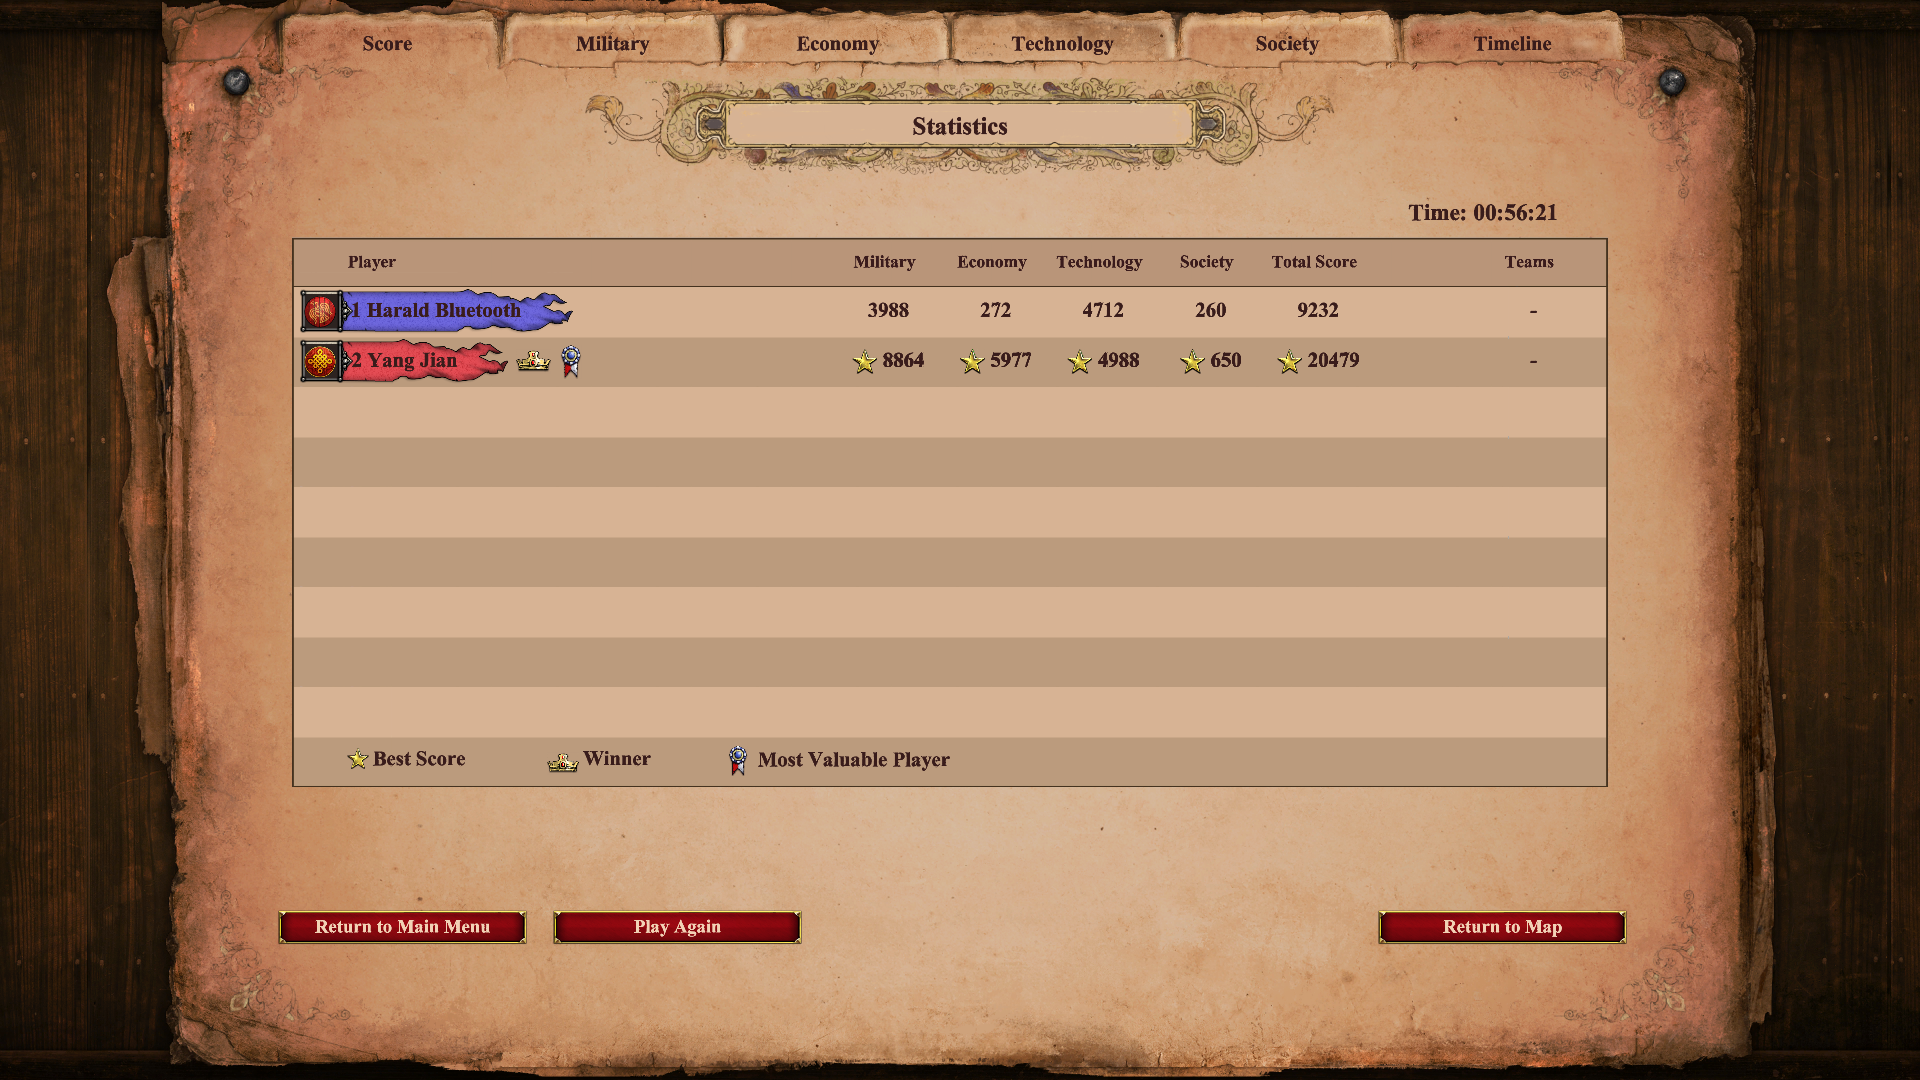 Score Military Economy Technology Society Timeline
Statistics
Time: 00:56:21
Player Military Economy Technology Society Total Score Teams
1 Harald Bluetooth 3988 272 4712 260 9232 -
2 Yang Jian 8864 5977 4988 650 20479 -
Best Score Winner Most Valuable Player
Return to Main Menu Play Again Return to Map